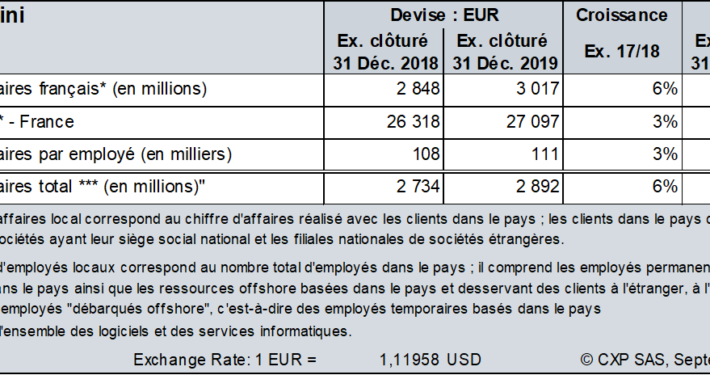 ini Devise : EUR Croissance E
Ex. clôturé Ex. clôturé Ex. 17/18
31 Déc. 2018 31 Déc. 2019 31
aires français* (en millions) 2 848 3 017 6%
* - France 26 318 27 097 3%
aires par employé (en milliers) 108 111 3%
aires total *** (en millions)" 2 734 2 892 6%
affaires local correspond au chiffre d'affaires réalisé avec les clients dans le pays ; les clients dans le pays
ociétés ayant leur siège social national et les filiales nationales de sociétés étrangères.
d'employés locaux correspond au nombre total d'employés dans le pays ; il comprend les employés permanen
ans le pays ainsi que les ressources offshore basées dans le pays et desservant des clients à l'étranger, à l'
employés "débarqués offshore", c'est-à-dire des employés temporaires basés dans le pays
'ensemble des logiciels et des services informatiques.
Exchange Rate: 1 EUR = 1,11958 USD © CXP SAS, Septe